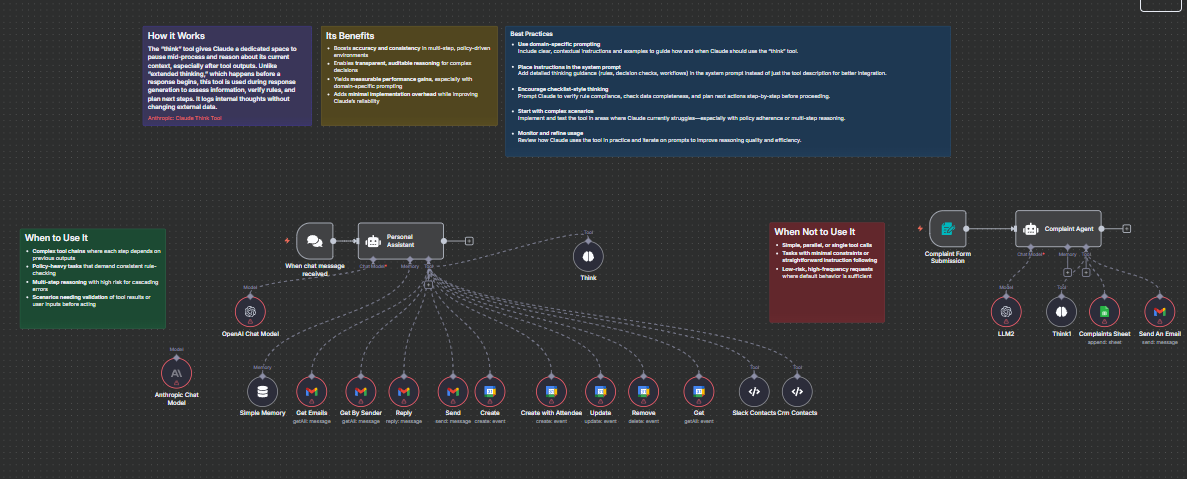 How it Works
The "think" tool gives Claude a dedicated space to
pause mid-process and reason about its current
context, especially after tool outputs. Unlike
"extended thinking," which happens before a
response begins, this tool is used during response
generation to assess information, verify rules, and
plan next steps. It logs internal thoughts without
changing external data.
Anthropic: Claude Think Tool
Its Benefits
Boosts accuracy and consistency in multi-step, policy-driven
environments
Enables transparent, auditable reasoning for complex
decisions
Yields measurable performance gains, especially with
domain-specific prompting
Adds minimal implementation overhead while improving
Claude's reliability
Best Practices
Use domain-specific prompting
Include clear, contextual instructions and examples to guide how and when Claude should use the "think" tool.
Place instructions in the system prompt
Add detailed thinking guidance (rules, decision checks, workflows) in the system prompt instead of just the tool description for better integration.
Encourage checklist-style thinking
Prompt Claude to verify rule compliance, check data completeness, and plan next actions step-by-step before proceeding.
Start with complex scenarios
Implement and test the tool in areas where Claude currently struggles—especially with policy adherence or multi-step reasoning.
Monitor and refine usage
Review how Claude uses the tool in practice and iterate on prompts to improve reasoning quality and efficiency.
When to Use It
Complex tool chains where each step depends on
previous outputs
Policy-heavy tasks that demand consistent rule-
checking
Multi-step reasoning with high risk for cascading
errors
Scenarios needing validation of tool results or
user inputs before acting
When chat message
received
Personal
Assistant
Chat Model*
Memory
Tool
Tool
Think
Model
OpenAI Chat Model
Model
Anthropic Chat
Model
Memory
Simple Memory
Get Emails
getAll: message
Get By Sender
getAll: message
Reply
reply: message
Send
send: message
Create
create: event
Create with Attendee
create: event
Update
update: event
Remove
delete: event
Get
getAll: event
Tool
Slack Contacts
Tool
Crm Contacts
When Not to Use It
Simple, parallel, or single tool calls
Tasks with minimal constraints or
straightforward instruction following
Low-risk, high-frequency requests
where default behavior is sufficient
Complaint Form
Submission
Complaint Agent
Chat Model*
Memory
Tool
Model
LLM2
Tool
Think1
Complaints Sheet
append: sheet
Send An Email
send: message